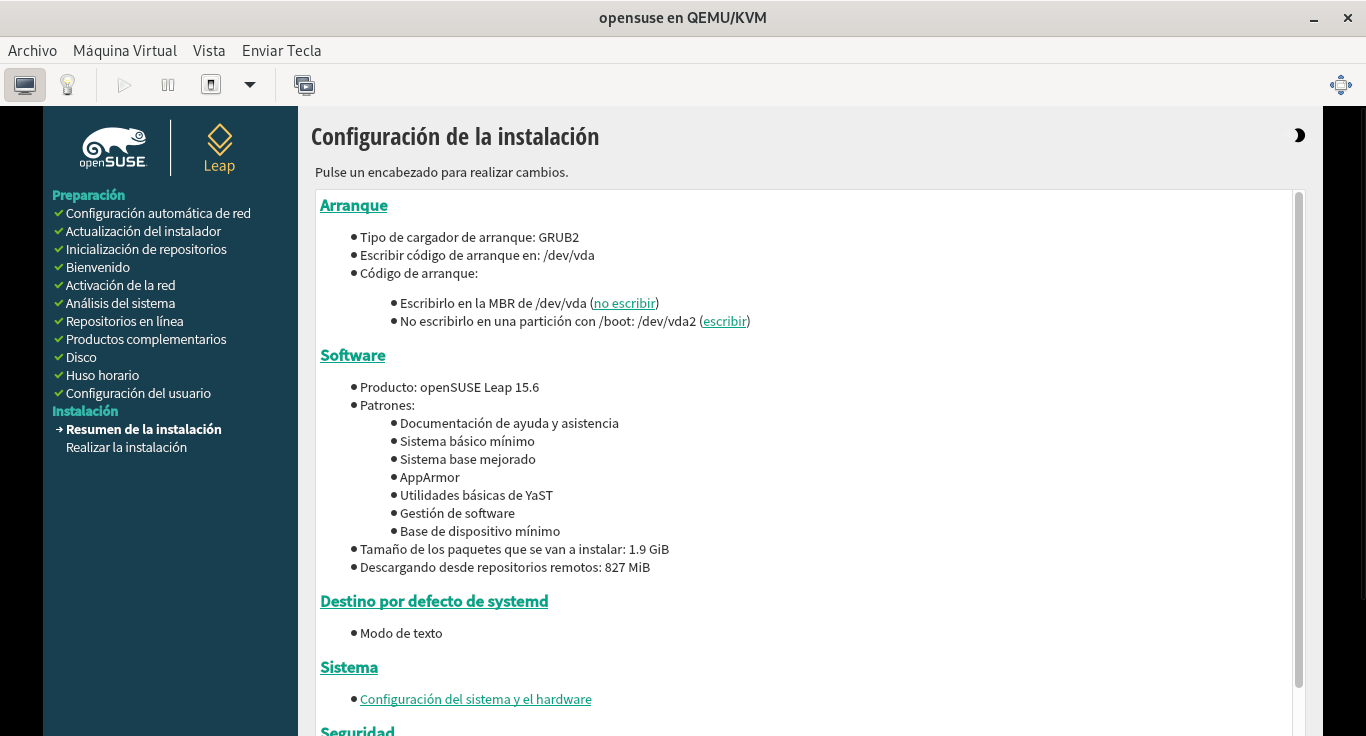 opensuse en QEMU/KVM
Archivo Máquina Virtual Vista Enviar Tecla
openSUSE Leap
Configuración de la instalación
Pulse un encabezado para realizar cambios.
Preparación
Configuración automática de red
Actualización del instalador
Inicialización de repositorios
Bienvenido
Activación de la red
Análisis del sistema
Repositorios en línea
Productos complementarios
Disco
Huso horario
Configuración del usuario
Instalación
Resumen de la instalación
Realizar la instalación
Arranque
Tipo de cargador de arranque: GRUB2
Escribir código de arranque en: /dev/vda
Código de arranque:
Escribirlo en la MBR de /dev/vda (no escribir)
No escribirlo en una partición con /boot: /dev/vda2 (escribir)
Software
Producto: openSUSE Leap 15.6
Patrones:
Documentación de ayuda y asistencia
Sistema básico mínimo
Sistema base mejorado
AppArmor
Utilidades básicas de YaST
Gestión de software
Base de dispositivo mínimo
Tamaño de los paquetes que se van a instalar: 1.9 GiB
Descargando desde repositorios remotos: 827 MiB
Destino por defecto de systemd
Modo de texto
Sistema
Configuración del sistema y el hardware
Seguridad